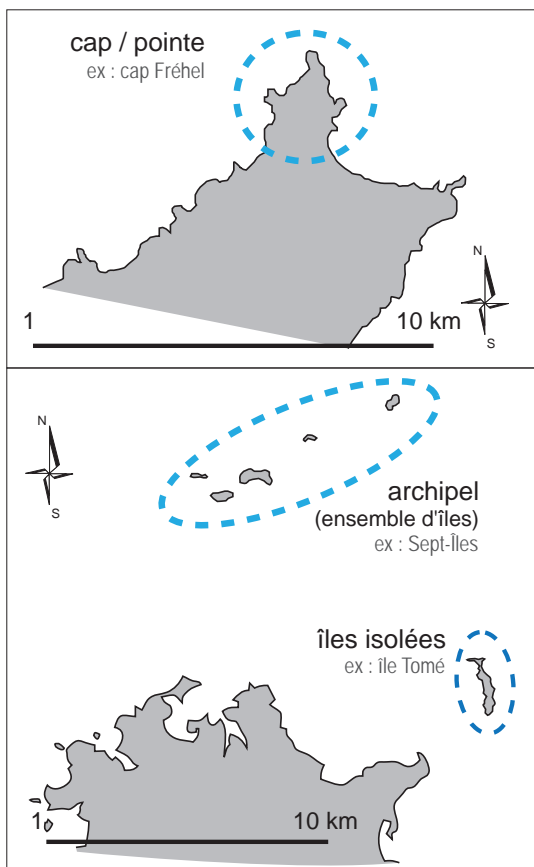 cap / pointe
ex : cap Fréhel
N
S
1 10 km
N
S
archipel
(ensemble d'îles)
ex : Sept-Îles
îles isolées
ex : île Tomé
1 10 km